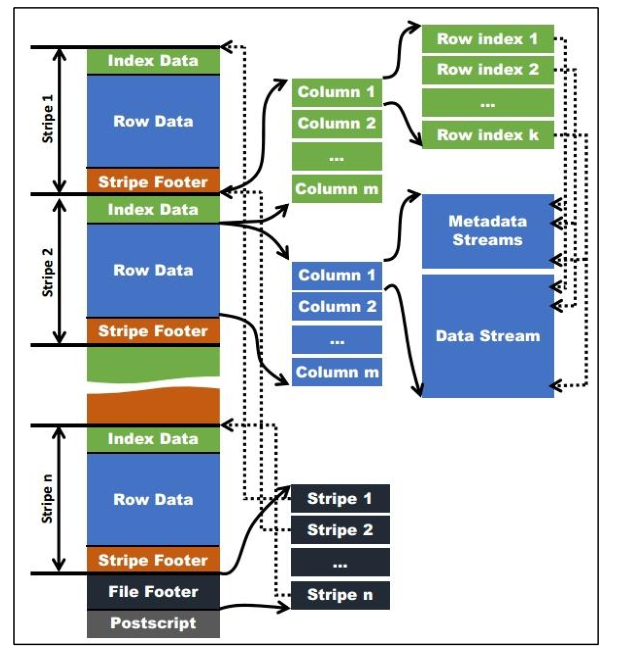 Stripe 1
Index Data
Row Data
Stripe Footer
Stripe 2
Index Data
Row Data
Stripe Footer
Stripe n
Index Data
Row Data
Stripe Footer
File Footer
Postscript
Column 1
Column 2
...
Column m
Row index 1
Row index 2
...
Row index k
Column 1
Column 2
...
Column m
Metadata
Streams
Data Stream
Stripe 1
Stripe 2
...
Stripe n